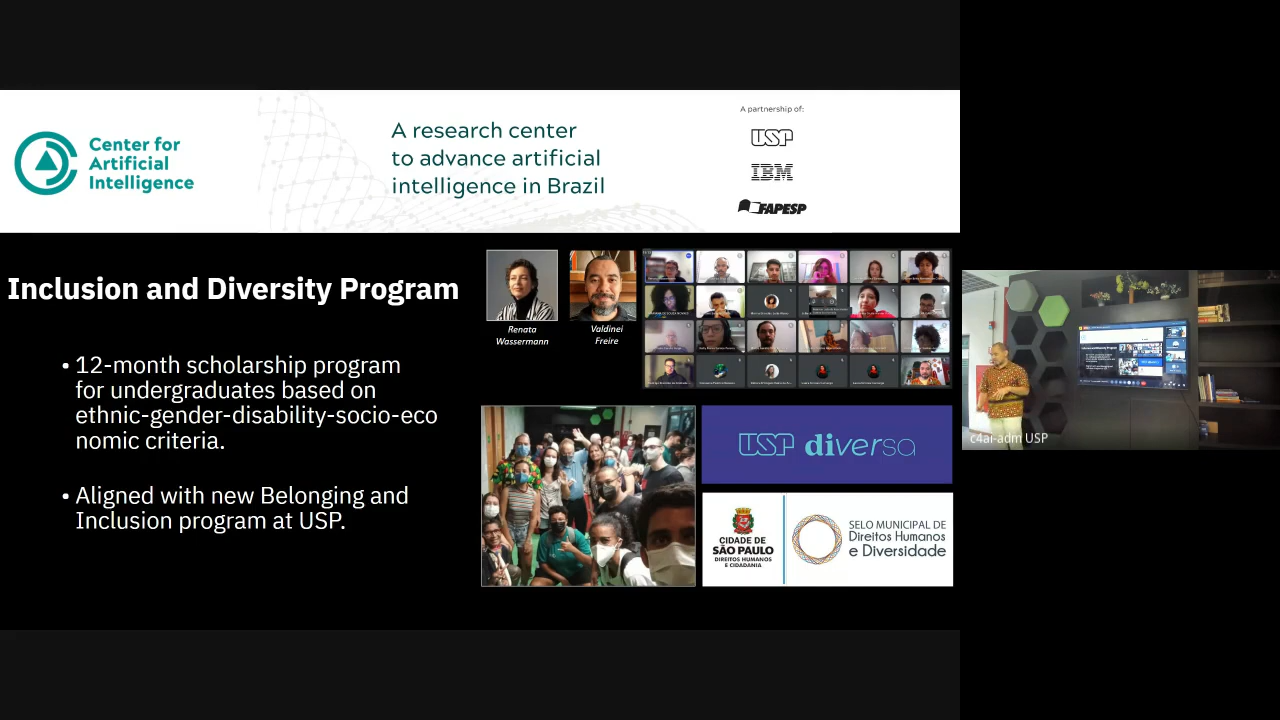 Center for
Artificial
Intelligence
A research center
to advance artificial
intelligence in Brazil
A partnership of:
USP
IBM
FAPESP
Inclusion and Diversity Program
• 12-month scholarship program
for undergraduates based on
ethnic-gender-disability-socio-eco
nomic criteria.
• Aligned with new Belonging and
Inclusion program at USP.
Renata
Wassermann
Valdinei
Freire
USP diversa
CIDADE DE
SÃO PAULO
DIREITOS HUMANOS
E CIDADANIA
SELO MUNICIPAL DE
Direitos Humanos
e Diversidade
c4ai-adm USP